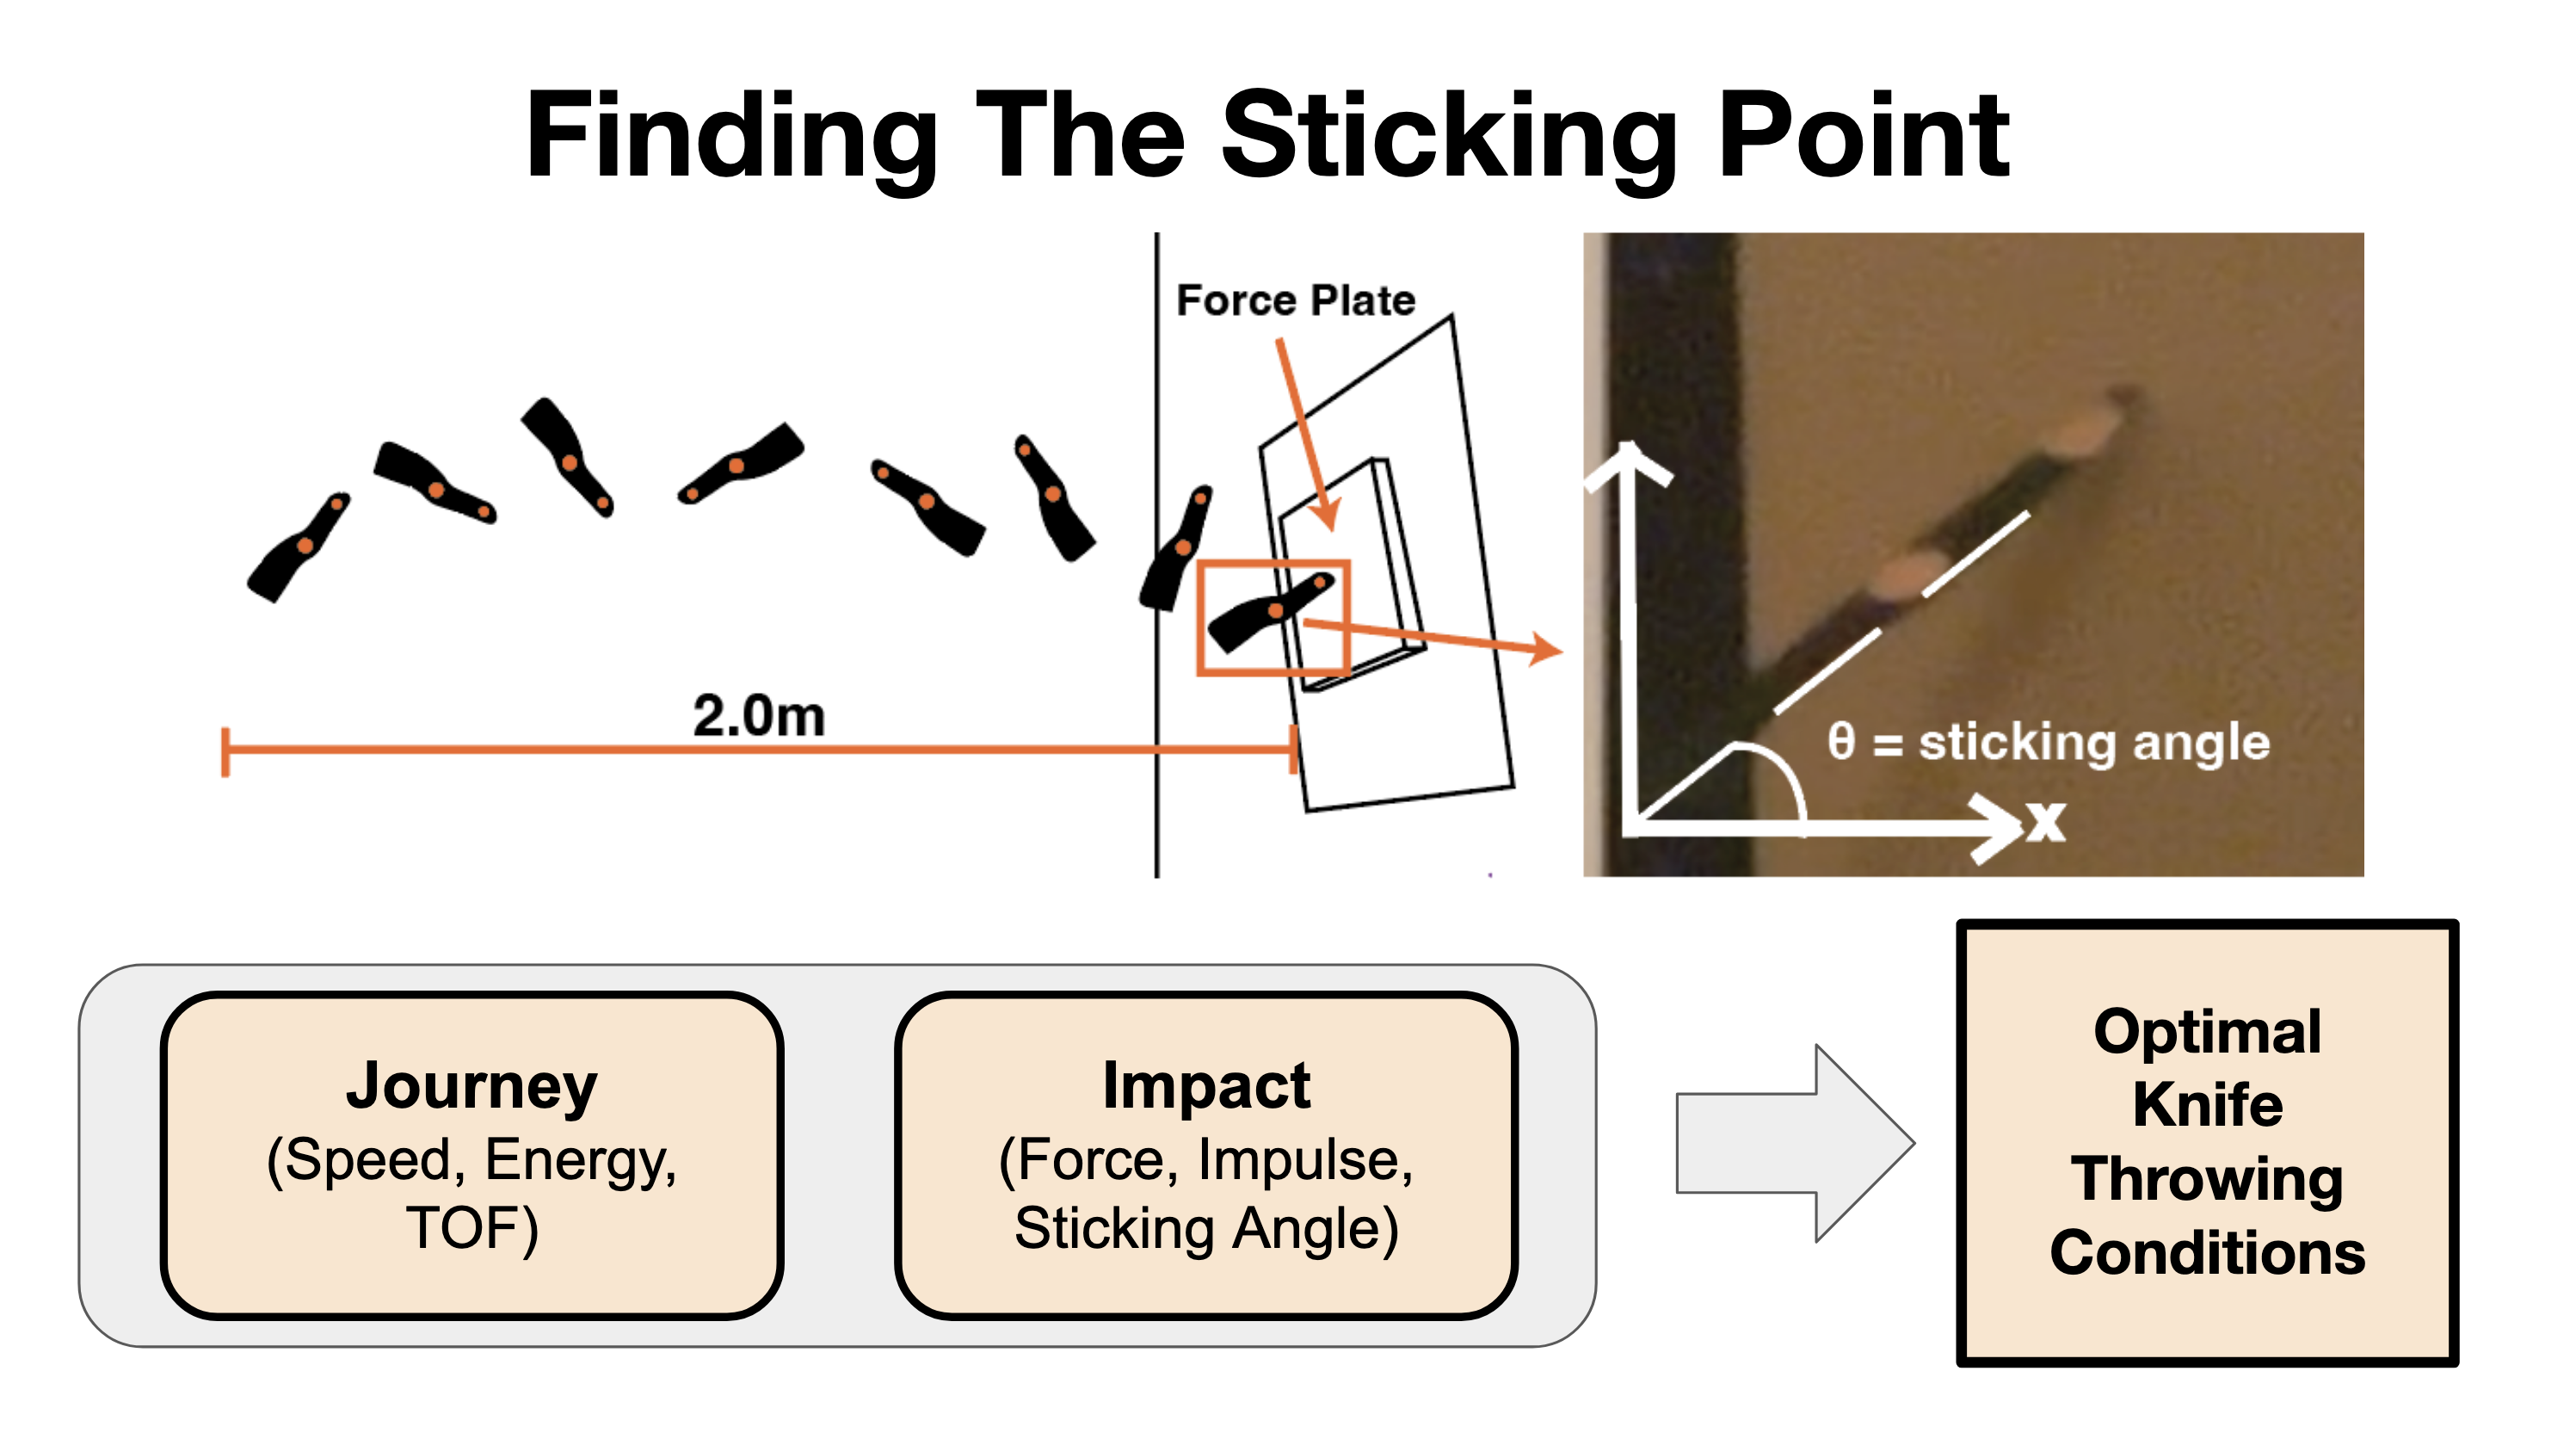 Finding The Sticking Point
Force Plate
2.0m
θ = sticking angle
x
Journey
(Speed, Energy,
TOF)
Impact
(Force, Impulse,
Sticking Angle)
Optimal
Knife
Throwing
Conditions